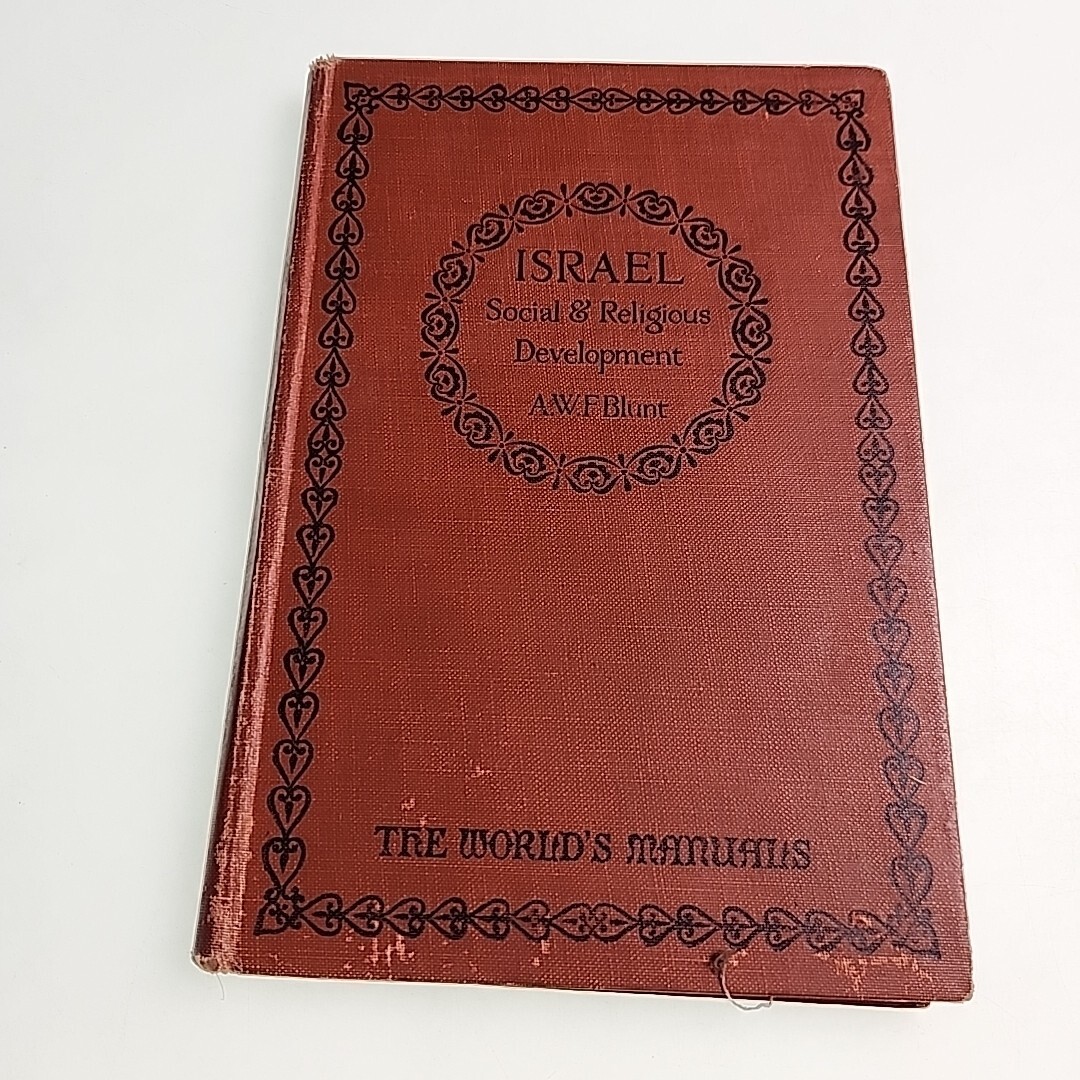 ISRAEL
Social & Religious
Development
A.W.F. Blunt
THE WORLD'S MANUALS